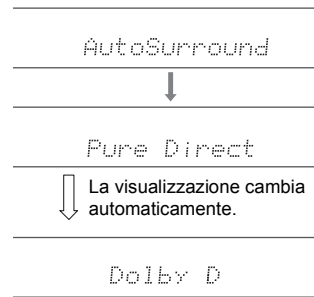 AutoSurround
Pure Direct
La visualizzazione cambia
automaticamente.
Dolby D